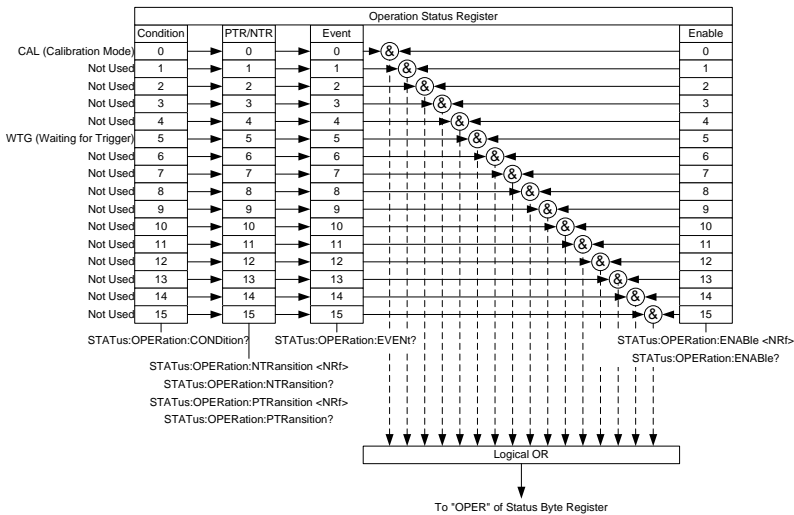 Operation Status Register
Condition PTR/NTR Event Enable
CAL (Calibration Mode) 0 0 0 & 0
Not Used 1 1 1 & 1
Not Used 2 2 2 & 2
Not Used 3 3 3 & 3
Not Used 4 4 4 & 4
WTG (Waiting for Trigger) 5 5 5 & 5
Not Used 6 6 6 & 6
Not Used 7 7 7 & 7
Not Used 8 8 8 & 8
Not Used 9 9 9 & 9
Not Used 10 10 10 & 10
Not Used 11 11 11 & 11
Not Used 12 12 12 & 12
Not Used 13 13 13 & 13
Not Used 14 14 14 & 14
Not Used 15 15 15 & 15
STATus:OPERation:CONDition? STATus:OPERation:EVENt? STATus:OPERation:ENABle <NRf>
STATus:OPERation:ENABle?
STATus:OPERation:NTRansition <NRf>
STATus:OPERation:NTRansition?
STATus:OPERation:PTRansition <NRf>
STATus:OPERation:PTRansition?
Logical OR
To "OPER" of Status Byte Register